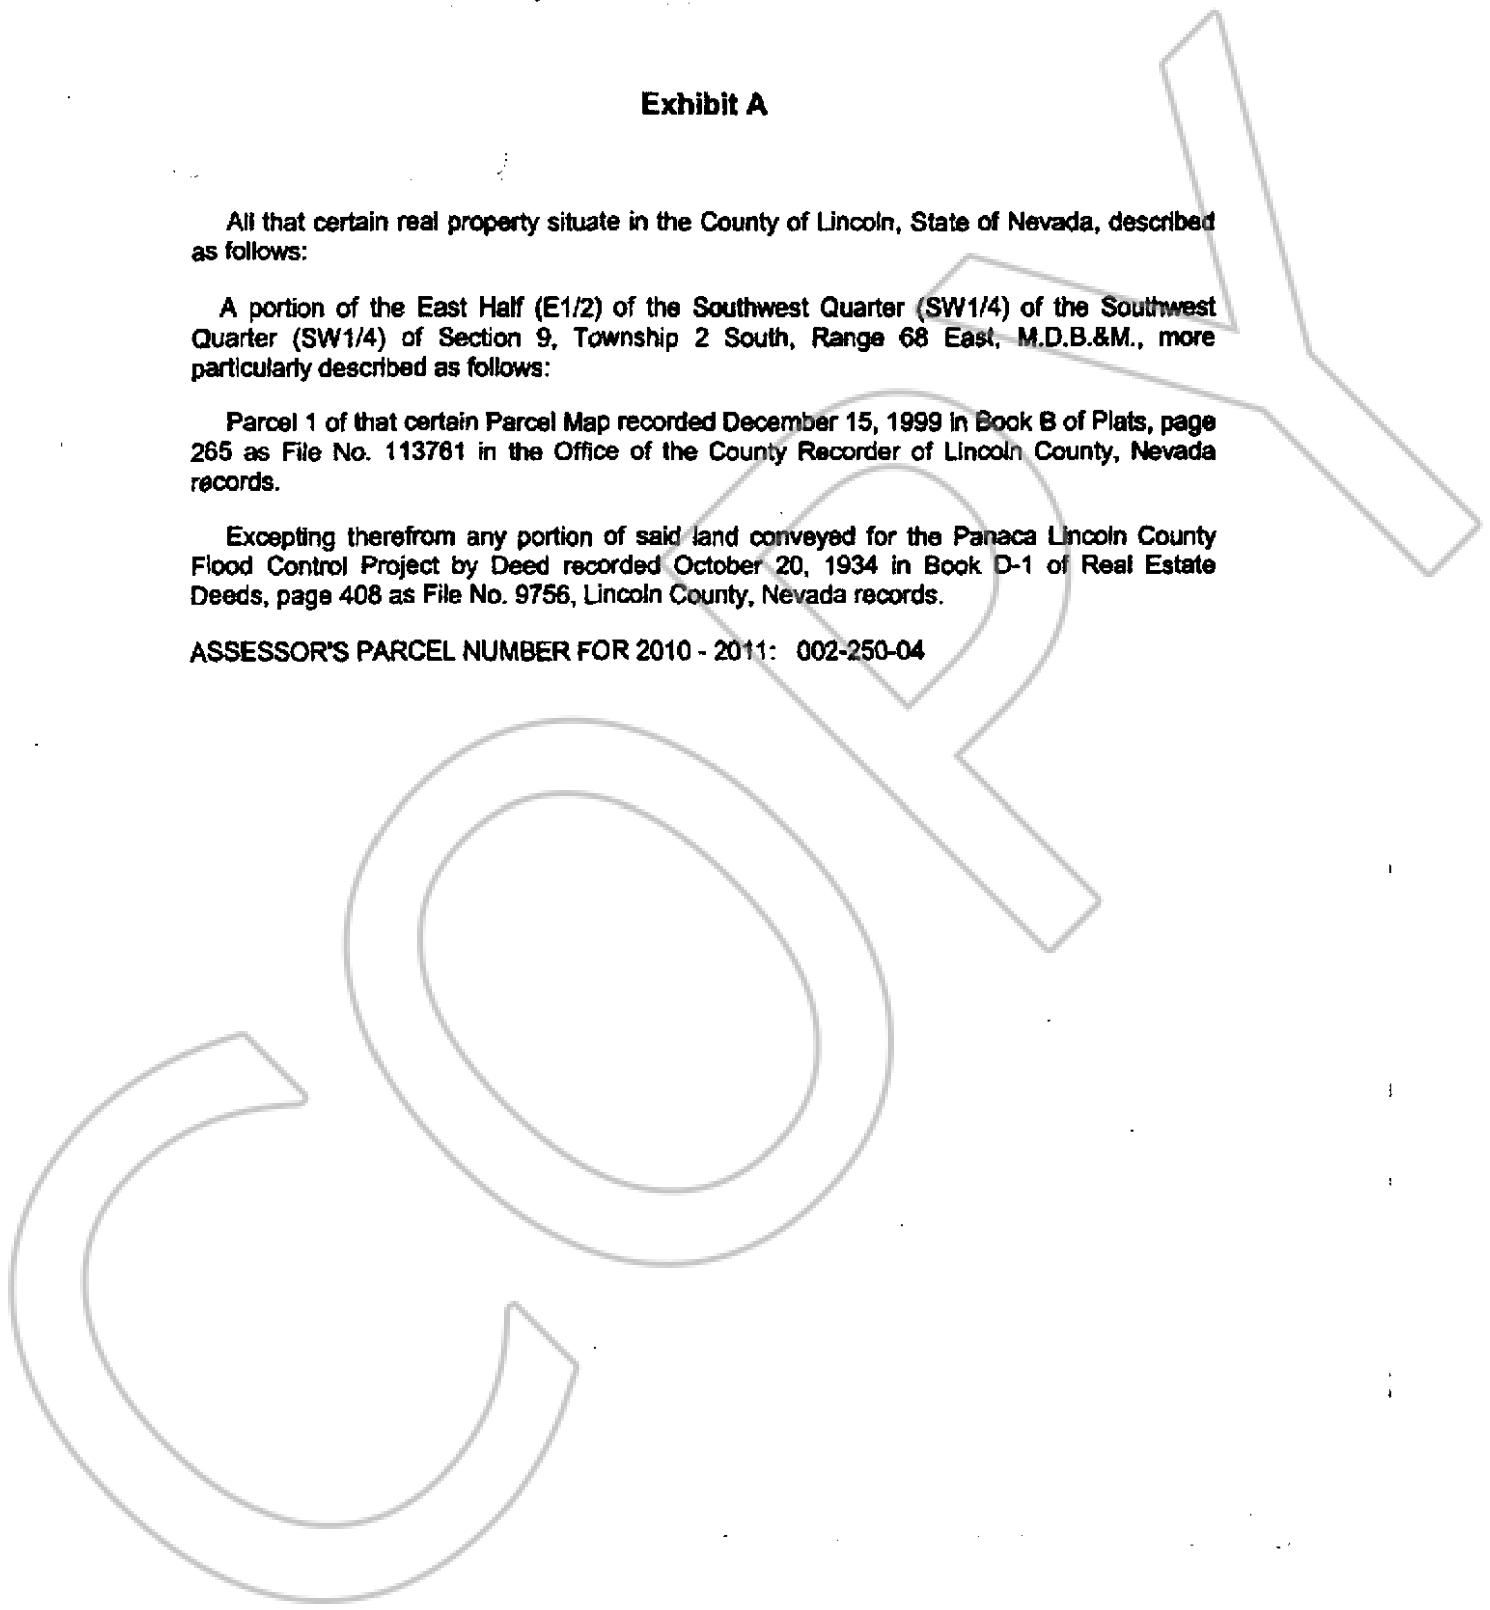 Exhibit A
All that certain real property situate in the County of Lincoln, State of Nevada, described
as follows:
A portion of the East Half (E1/2) of the Southwest Quarter (SW1/4) of the Southwest
Quarter (SW1/4) of Section 9, Township 2 South, Range 68 East, M.D.B.&M., more
particularly described as follows:
Parcel 1 of that certain Parcel Map recorded December 15, 1999 in Book B of Plats, page
265 as File No. 113761 in the Office of the County Recorder of Lincoln County, Nevada
records.
Excepting therefrom any portion of said land conveyed for the Panaca Lincoln County
Flood Control Project by Deed recorded October 20, 1934 in Book D-1 of Real Estate
Deeds, page 408 as File No. 9756, Lincoln County, Nevada records.
ASSESSOR'S PARCEL NUMBER FOR 2010 - 2011: 002-250-04
COPY